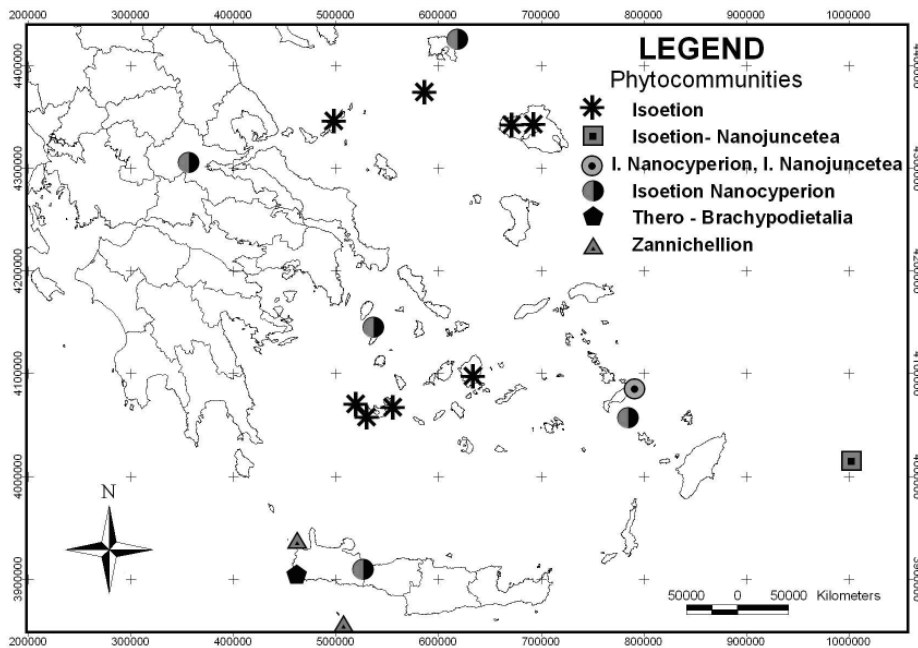 200000 300000 400000 500000 600000 700000 800000 900000 1000000
LEGEND
Phytocommunities
Isoetion
Isoetion- Nanojuncetea
I. Nanocyperion, I. Nanojuncetea
Isoetion Nanocyperion
Thero - Brachypodietalia
Zannichellion
4400000
4300000
4200000
4100000
4000000
3900000
N
50000 0 50000 Kilometers
200000 300000 400000 500000 600000 700000 800000 900000 1000000